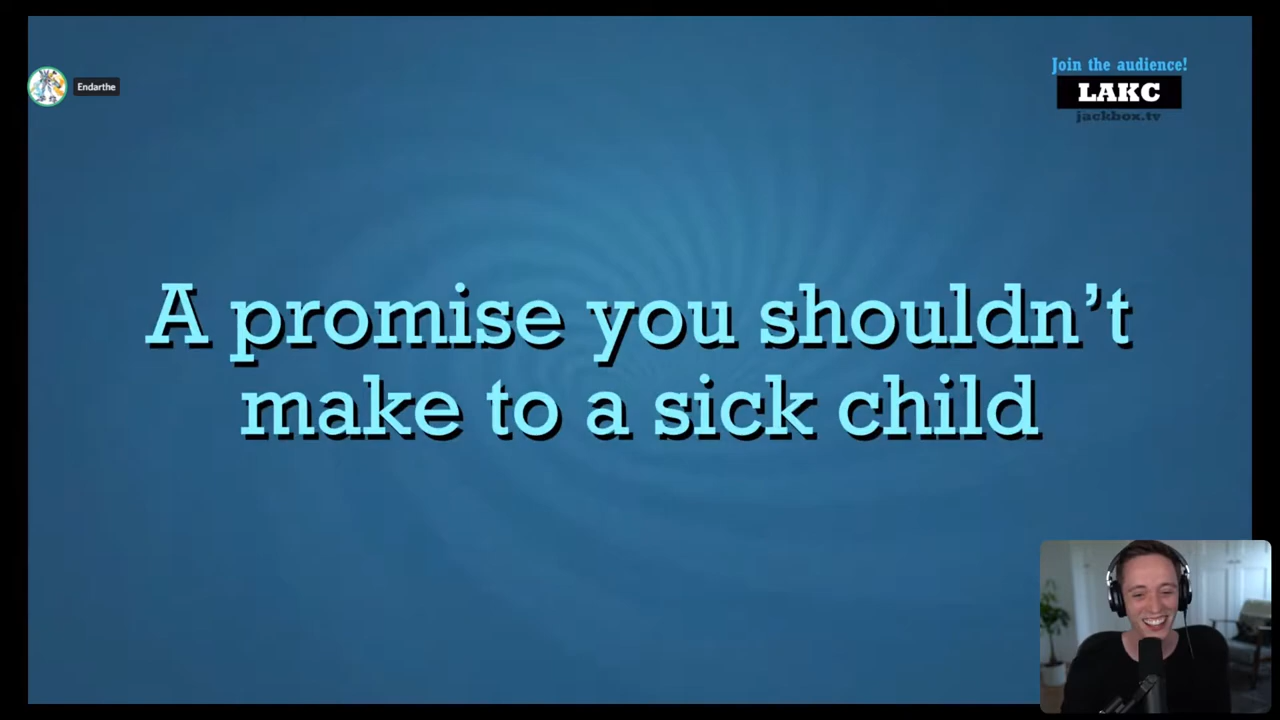 Join the audience!
Endarthe
LAKC
jackbox.tv
A promise you shouldn’t
make to a sick child